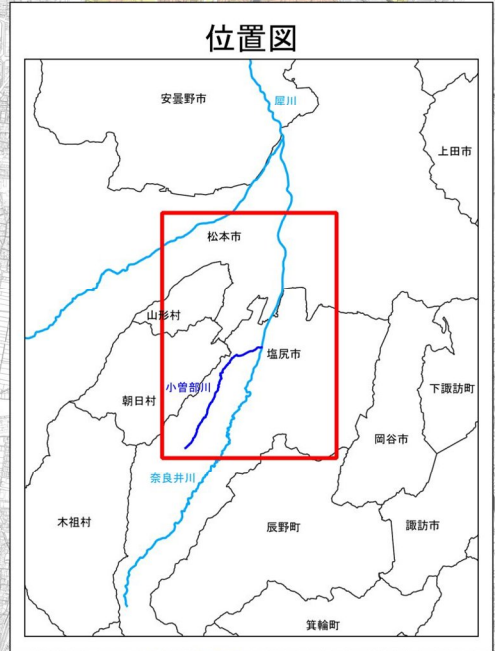 位置図
安曇野市
犀川
上田市
松本市
山形村
塩尻市
朝日村
小曽部川
下諏訪町
岡谷市
奈良井川
木祖村
辰野町
諏訪市
箕輪町